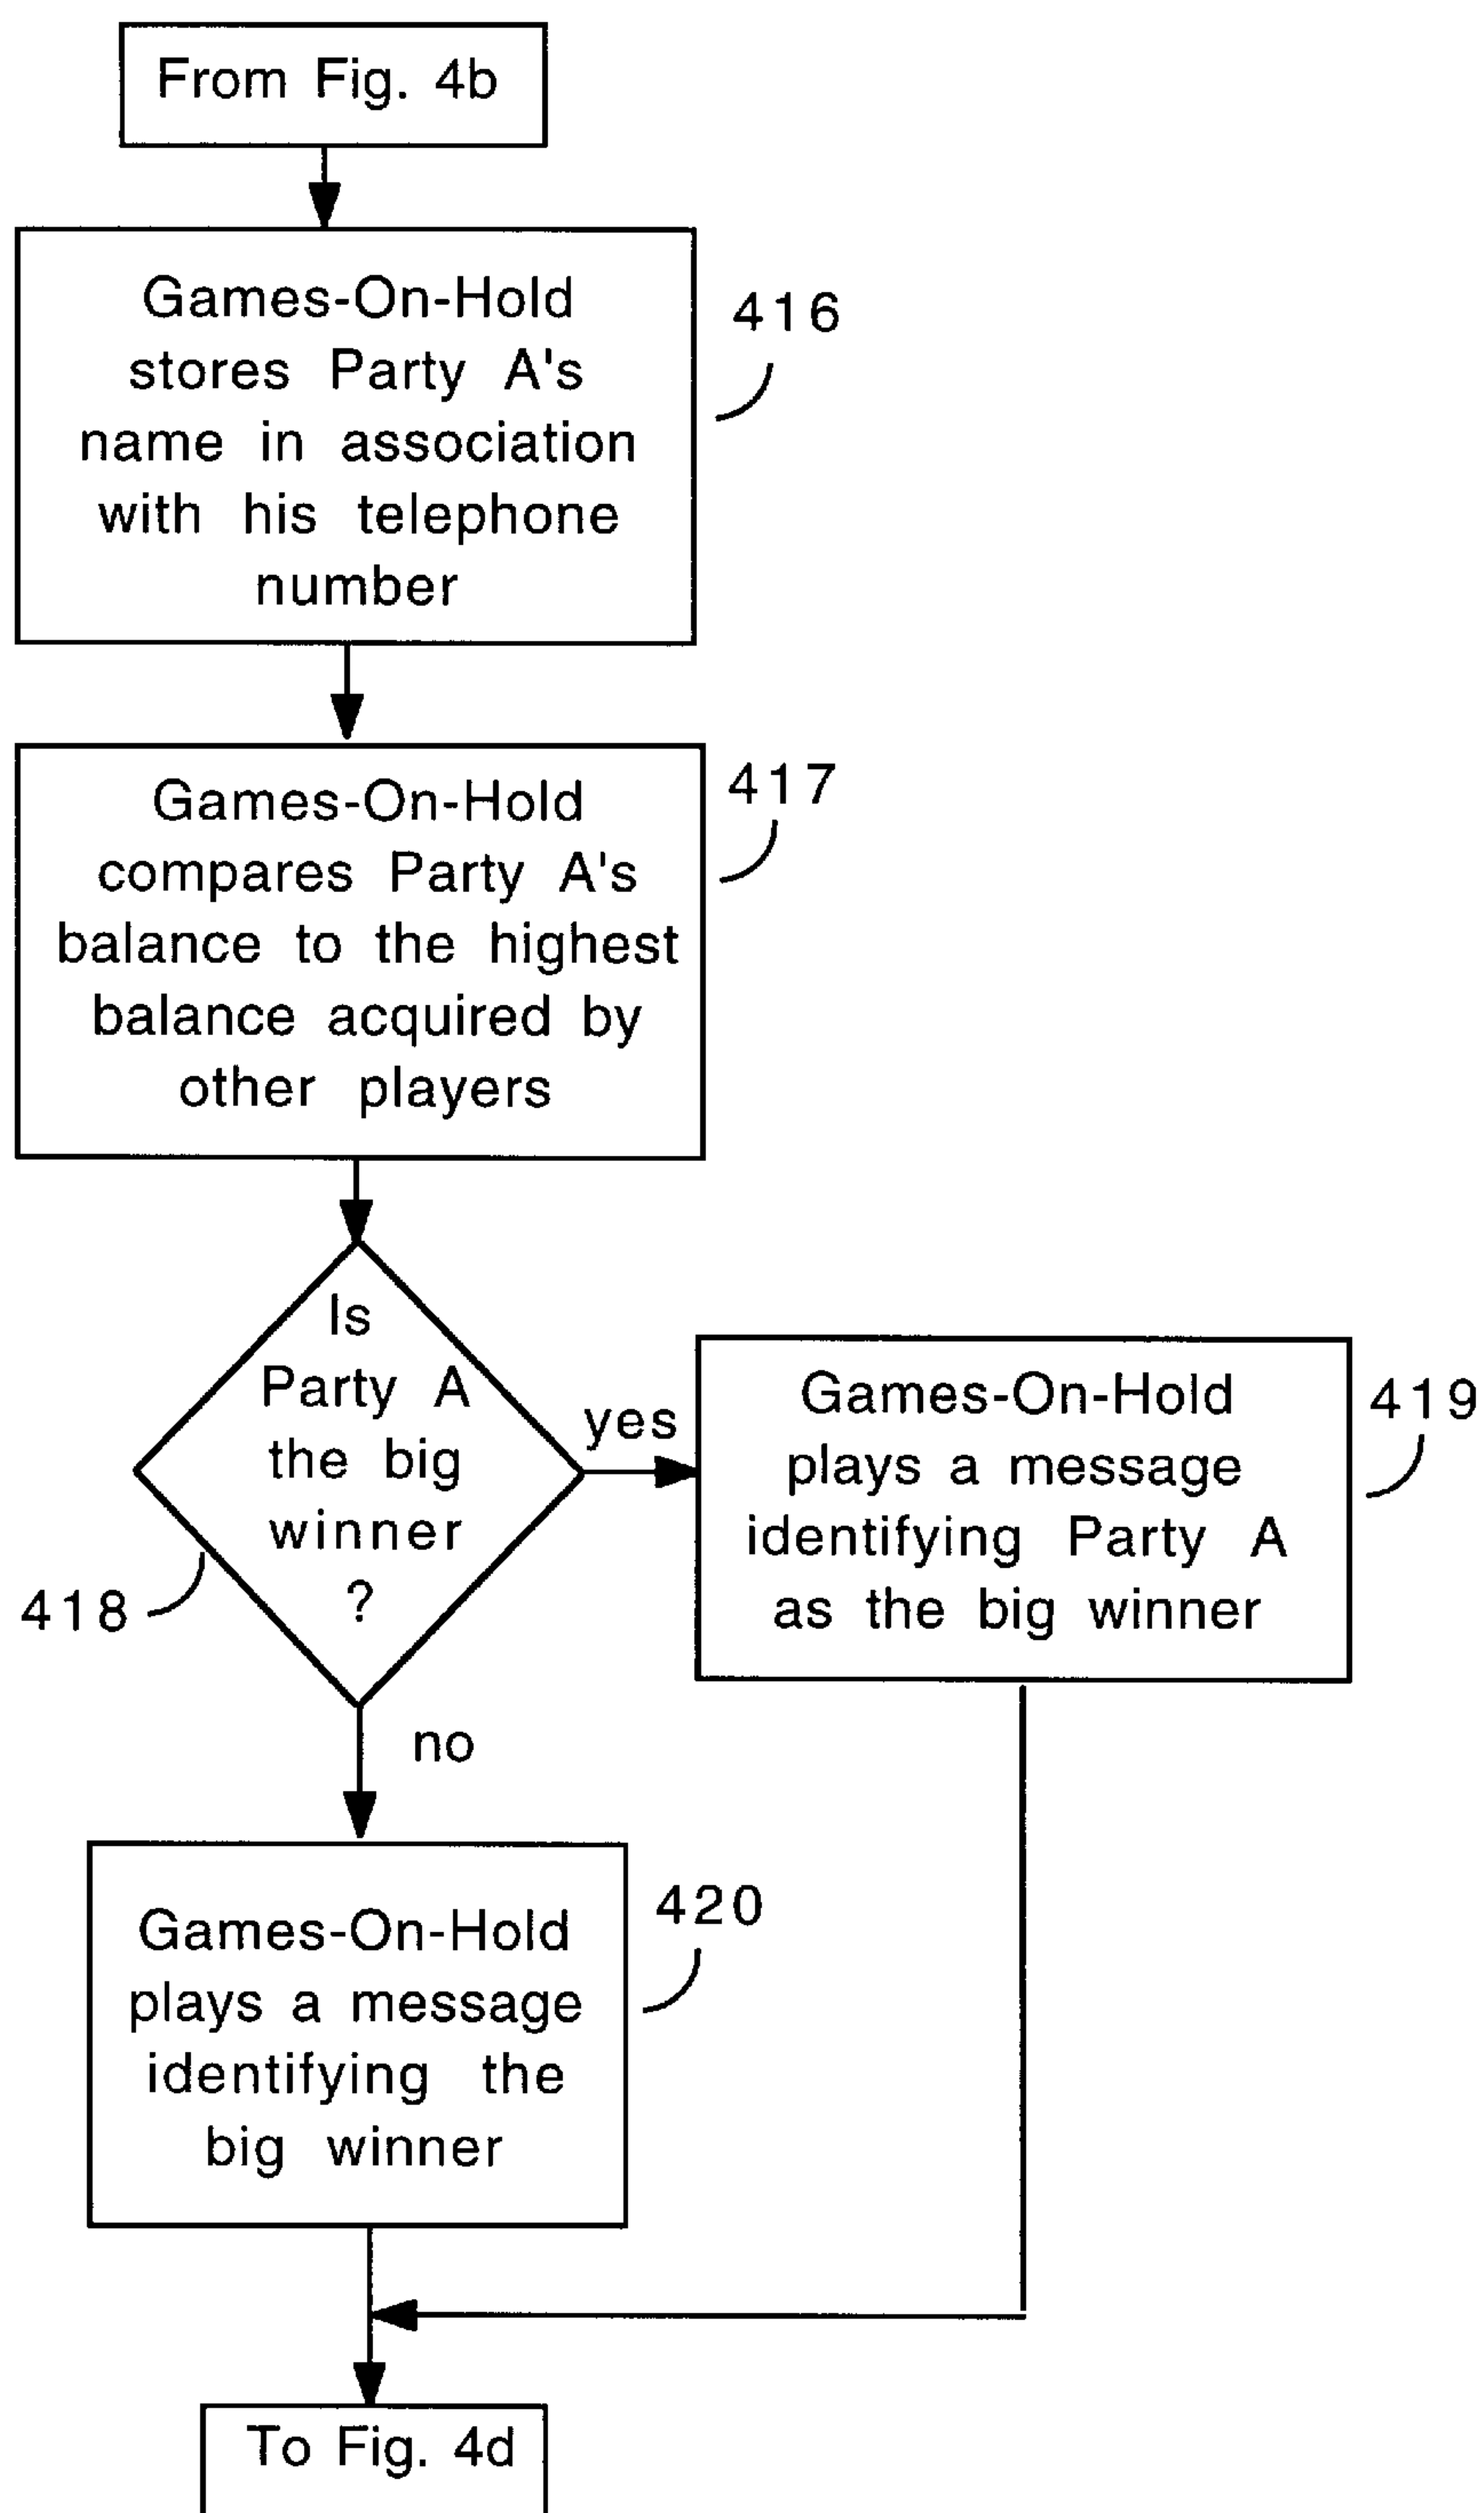 From Fig. 4b
Games-On-Hold
stores Party A's
name in association
with his telephone
number
416
Games-On-Hold
compares Party A's
balance to the highest
balance acquired by
other players
417
Is
Party A
the big
winner
?
418
yes
Games-On-Hold
plays a message
identifying Party A
as the big winner
419
no
Games-On-Hold
plays a message
identifying the
big winner
420
To Fig. 4d